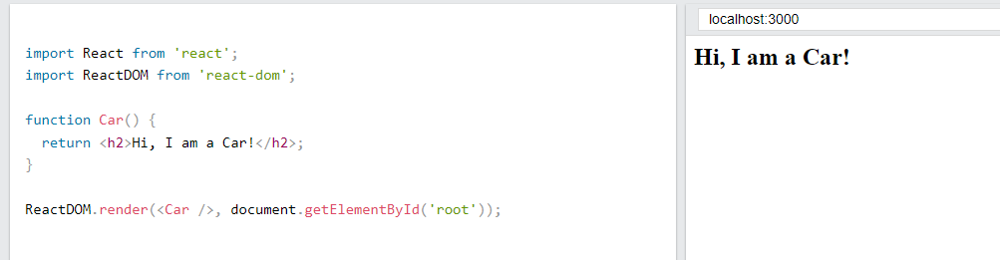 import React from 'react';
import ReactDOM from 'react-dom';
function Car() {
  return <h2>Hi, I am a Car!</h2>;
}
ReactDOM.render(<Car />, document.getElementById('root'));
localhost:3000
Hi, I am a Car!